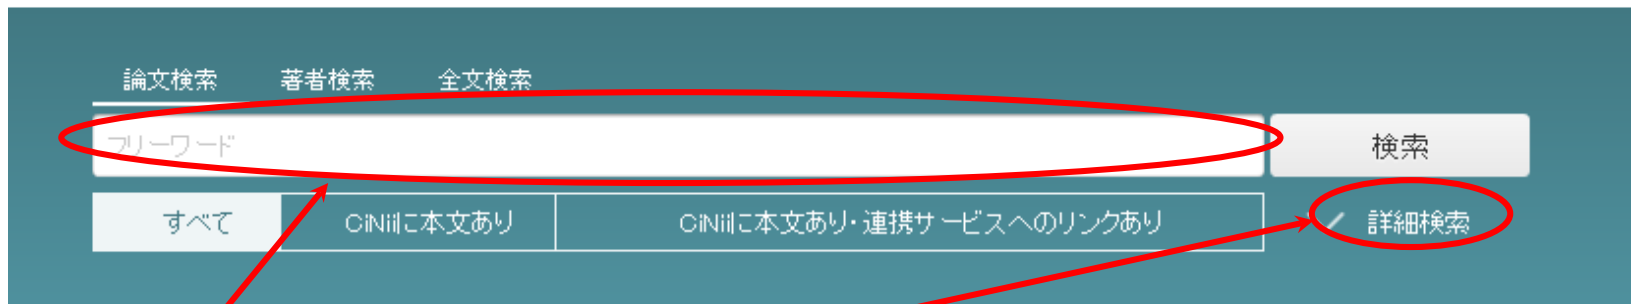 論文検索 著者検索 全文検索
フリーワード 検索
すべて CiNiiに本文あり CiNiiに本文あり・連携サービスへのリンクあり 詳細検索